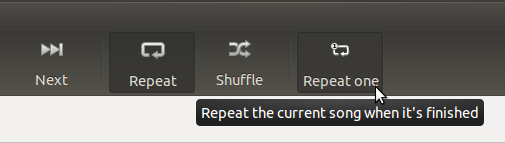 Next Repeat Shuffle Repeat one
Repeat the current song when it's finished